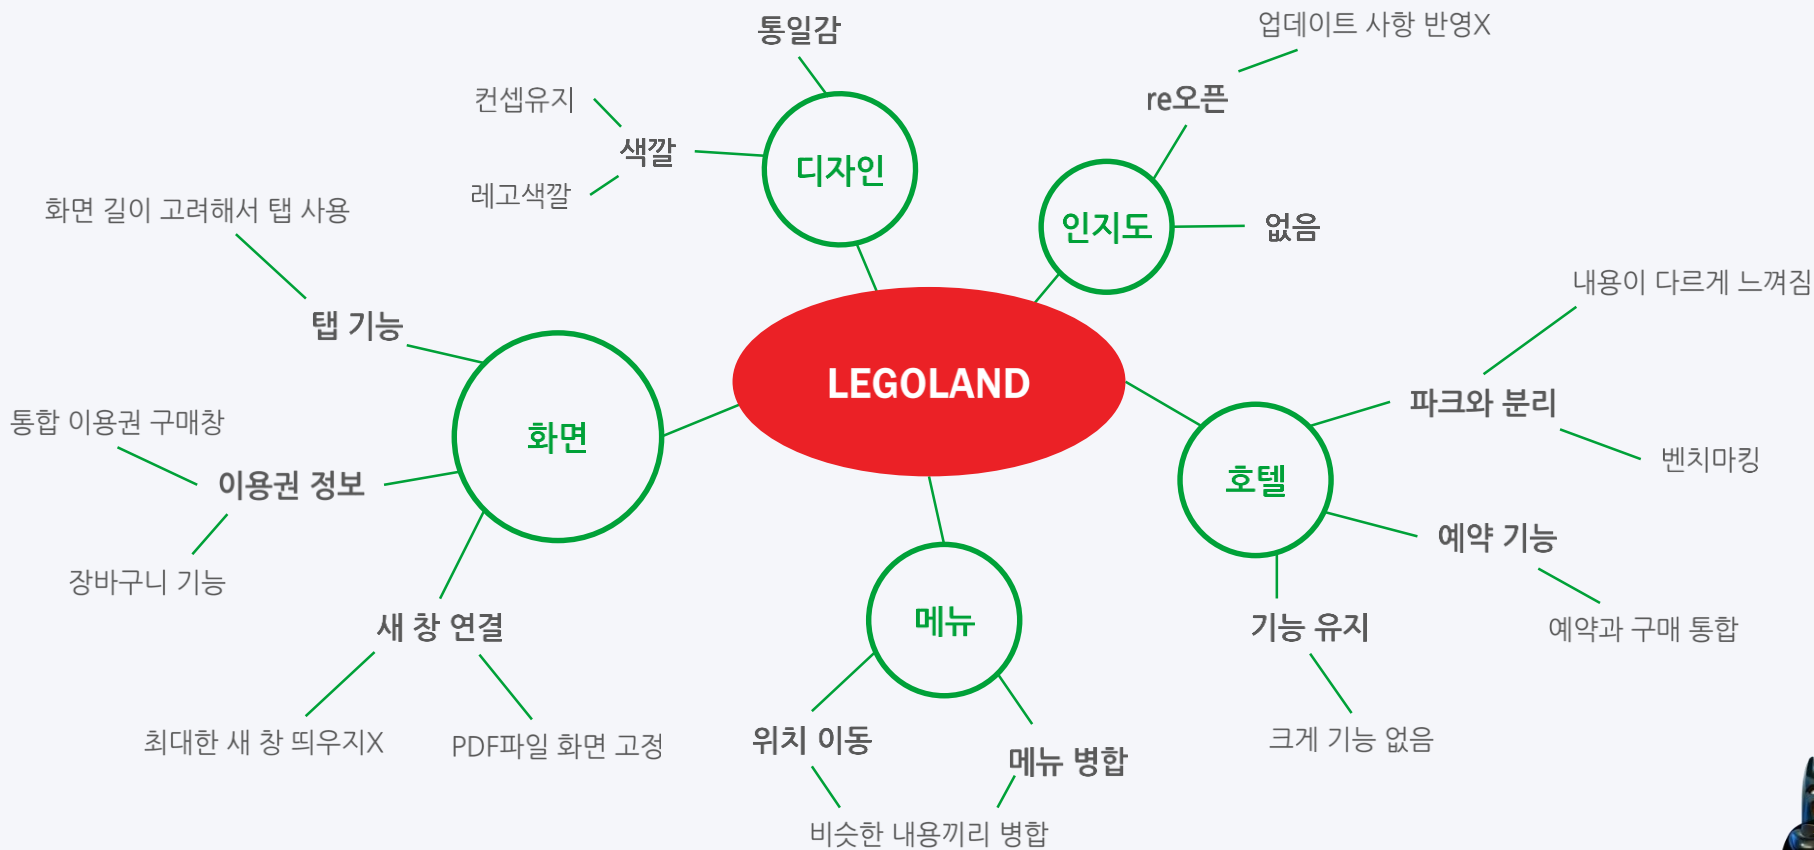 통일감
업데이트 사항 반영X
컨셉유지
re오픈
색깔
디자인
레고색깔
화면 길이 고려해서 탭 사용
인지도
없음
내용이 다르게 느껴짐
탭 기능
LEGOLAND
파크와 분리
통합 이용권 구매창
화면
벤치마킹
이용권 정보
호텔
예약 기능
장바구니 기능
새 창 연결
메뉴
기능 유지
예약과 구매 통합
최대한 새 창 띄우지X
PDF파일 화면 고정
위치 이동
메뉴 병합
크게 기능 없음
비슷한 내용끼리 병합